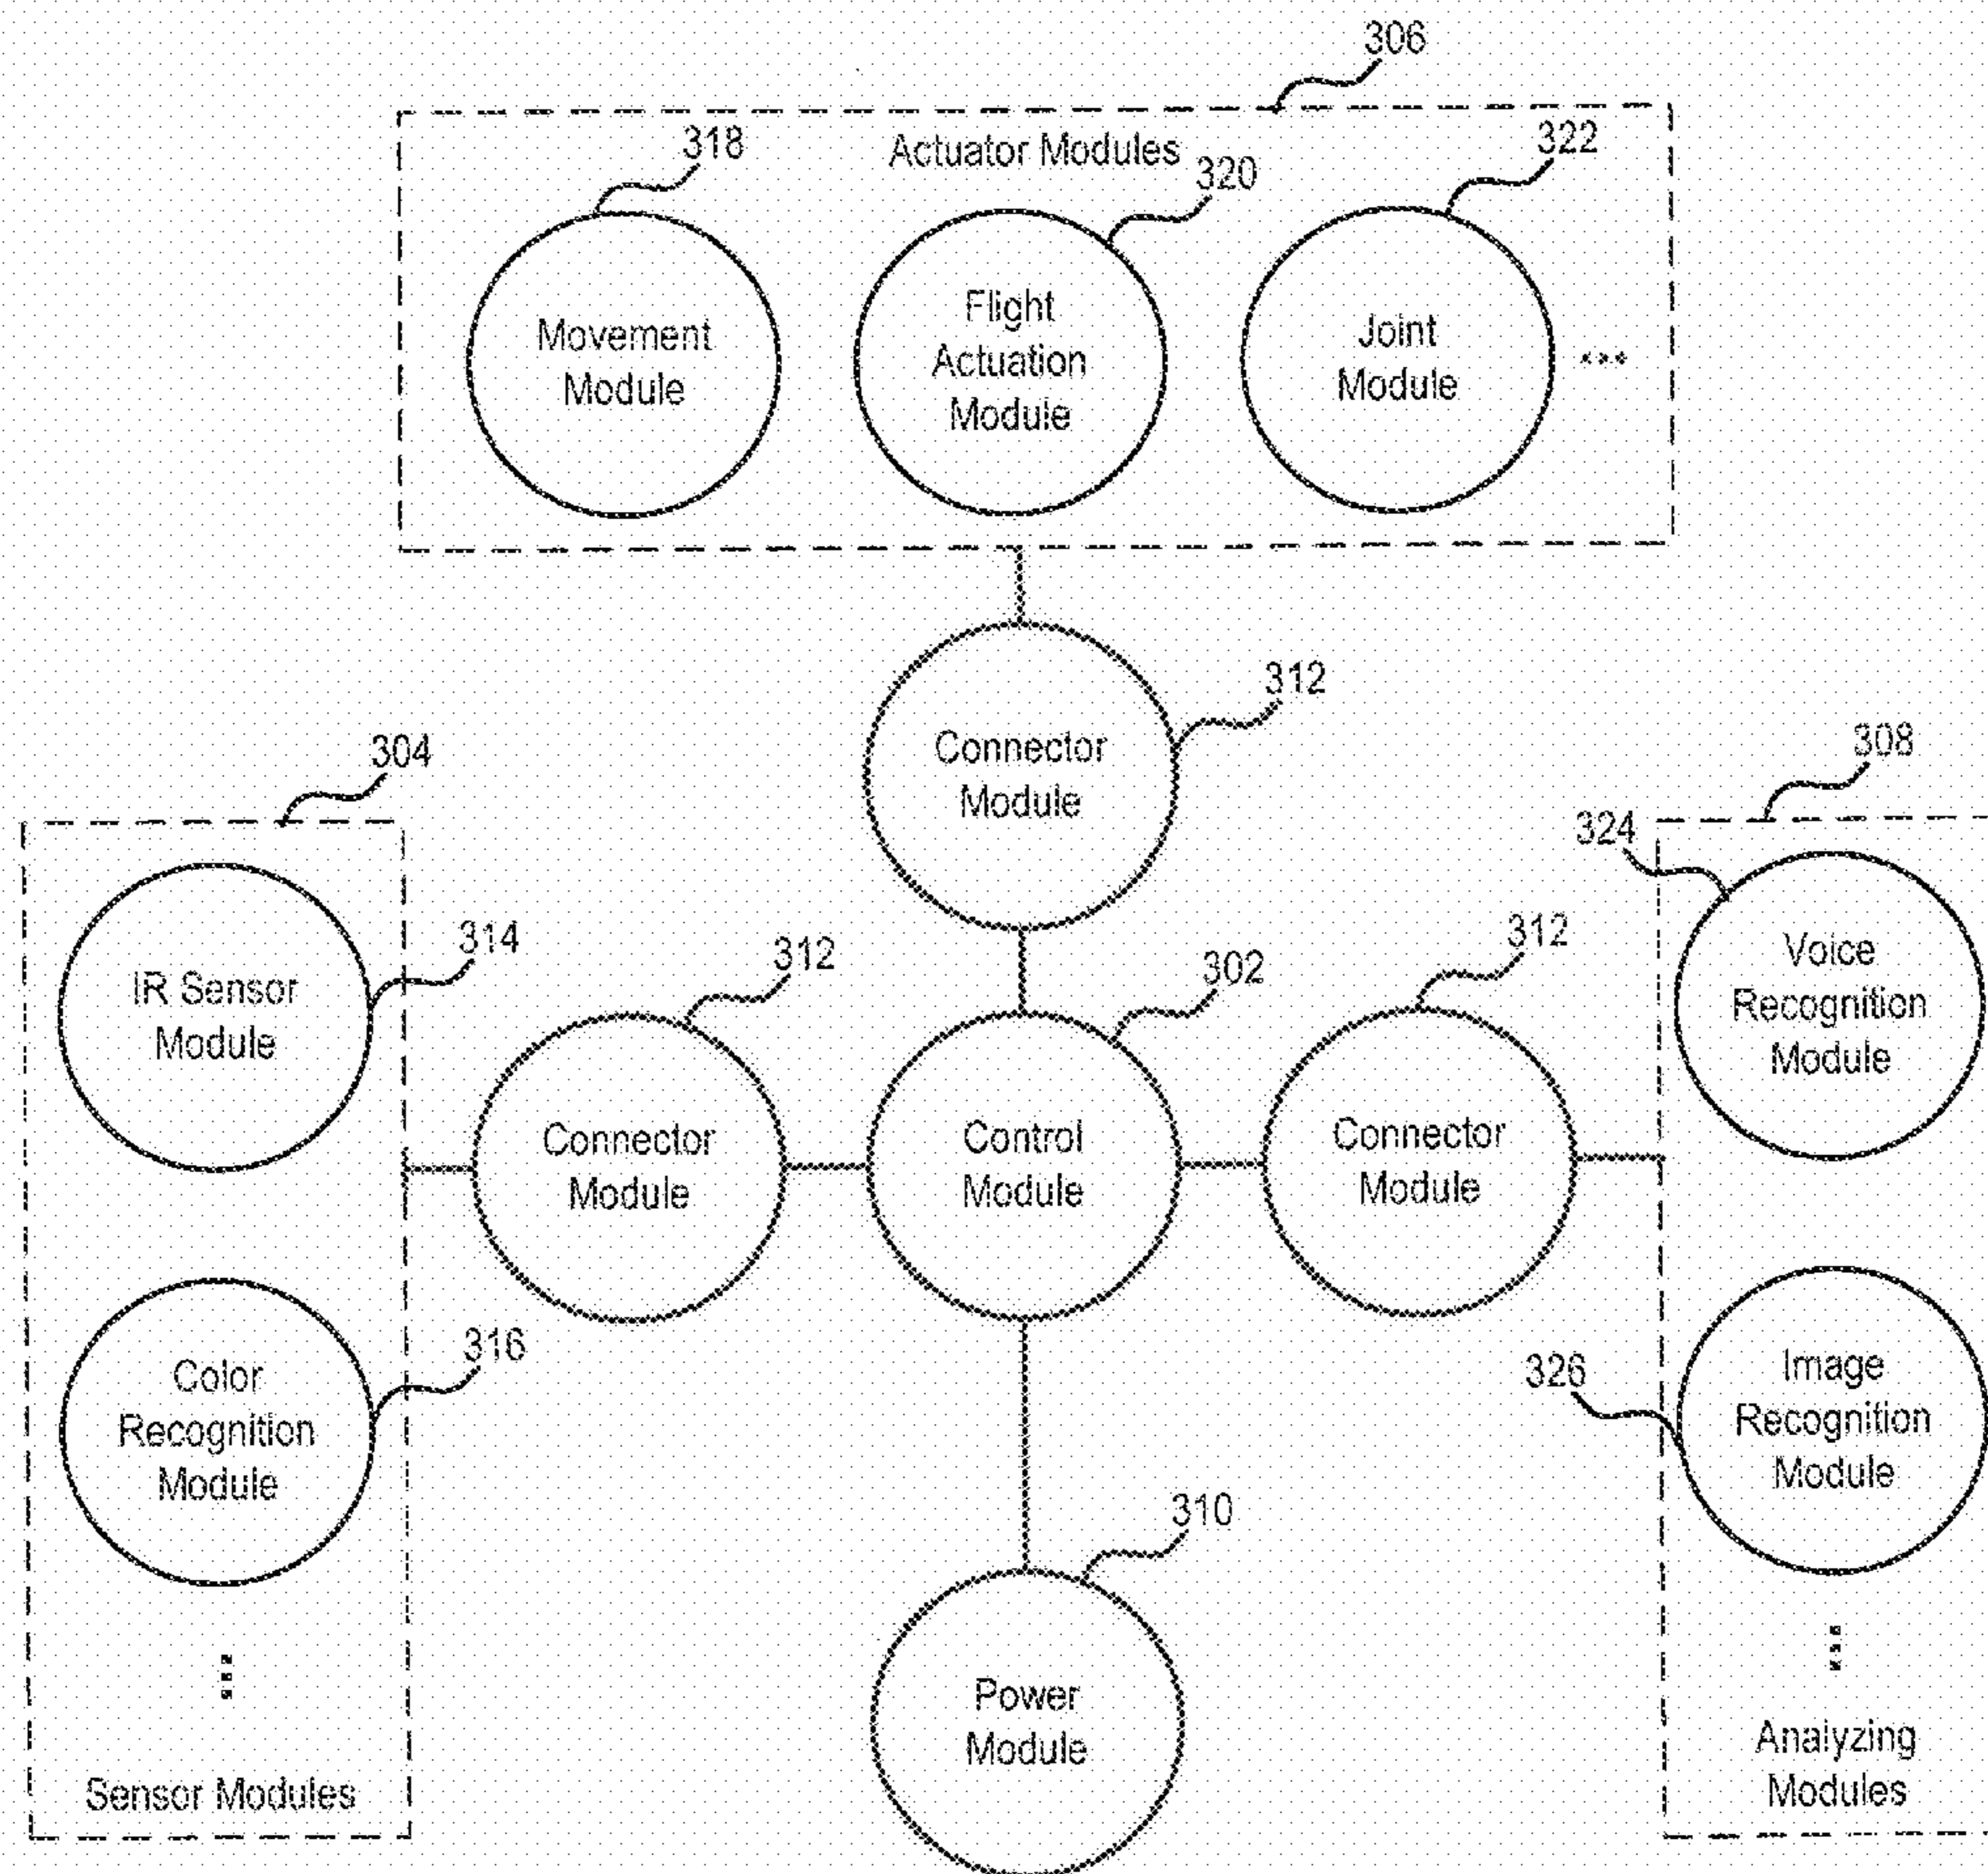 306
318
Actuator Modules
320
322
Movement
Module
Flight
Actuation
Module
Joint
Module
...
312
Connector
Module
304
308
324
IR Sensor
Module
314
312
302
312
Voice
Recognition
Module
Connector
Module
Control
Module
Connector
Module
Color
Recognition
Module
316
326
Image
Recognition
Module
310
Power
Module
...
Sensor Modules
...
Analyzing
Modules